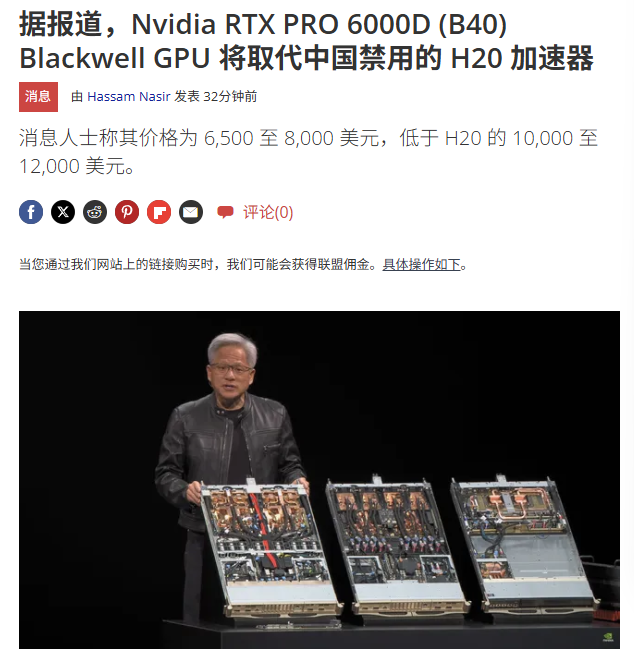 据报道，Nvidia RTX PRO 6000D (B40)
Blackwell GPU 将取代中国禁用的 H20 加速器
消息
由 Hassam Nasir 发表 32分钟前
消息人士称其价格为 6,500 至 8,000 美元，低于 H20 的 10,000 至
12,000 美元。
评论(0)
当您通过我们网站上的链接购买时，我们可能会获得联盟佣金。具体操作如下。